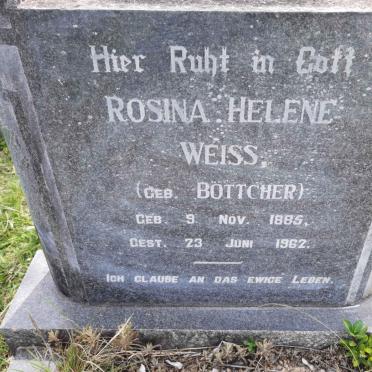 Hier Ruht in Gott
ROSINA HELENE
WEISS,
(GEB. BÖTTCHER)
GEB. 9 NOV. 1885,
GEST. 23 JUNI 1962.
ICH GLAUBE AN DAS EWIGE LEBEN.